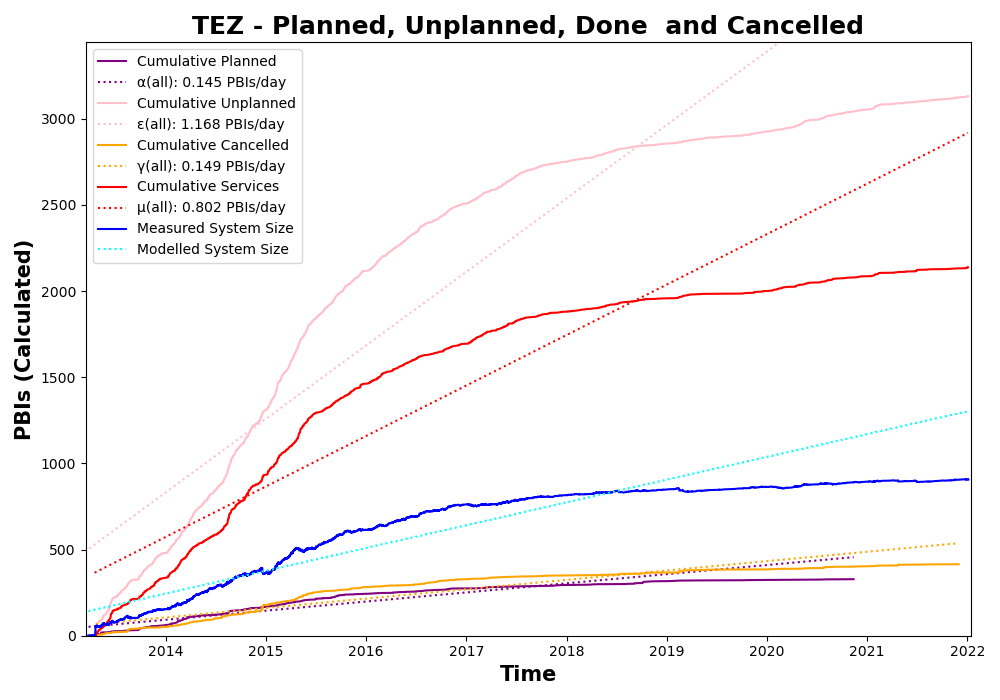 TEZ - Planned, Unplanned, Done  and Cancelled
PBIs (Calculated)
3000
2500
2000
1500
1000
500
0
Cumulative Planned
α(all): 0.145 PBIs/day
Cumulative Unplanned
ε(all): 1.168 PBIs/day
Cumulative Cancelled
γ(all): 0.149 PBIs/day
Cumulative Services
μ(all): 0.802 PBIs/day
Measured System Size
Modelled System Size
2014 2015 2016 2017 2018 2019 2020 2021 2022
Time